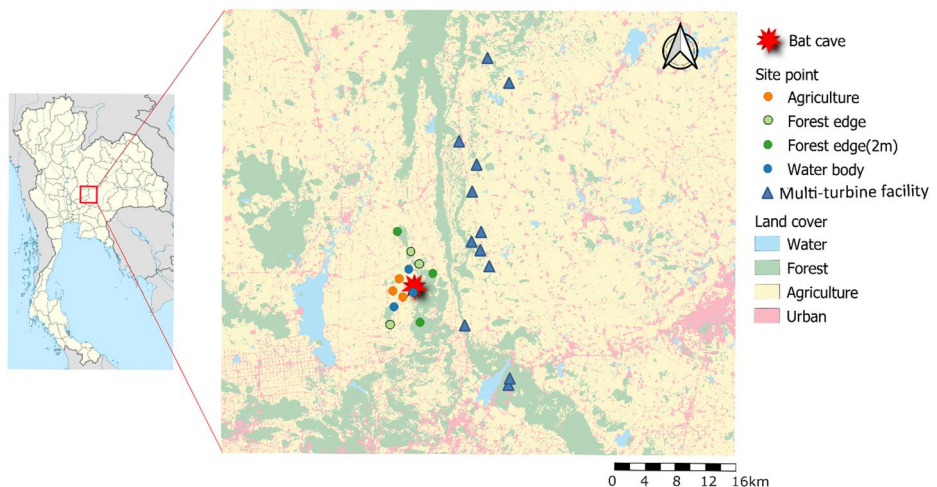 Bat cave
Site point
Agriculture
Forest edge
Forest edge(2m)
Water body
Multi-turbine facility
Land cover
Water
Forest
Agriculture
Urban
0 4 8 12 16km